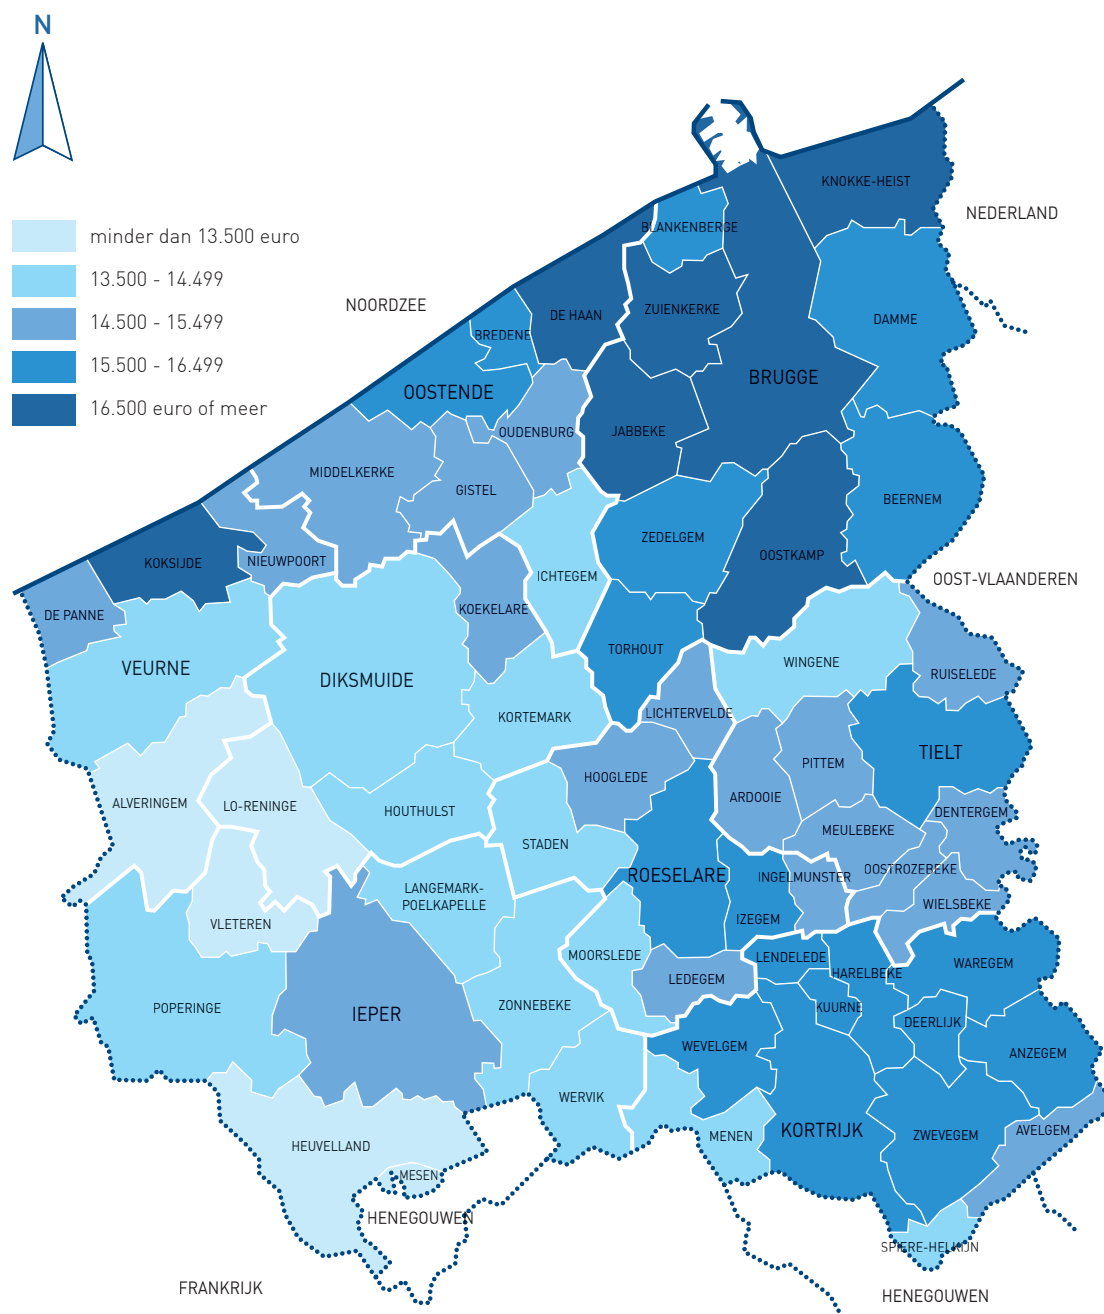 N
minder dan 13.500 euro
13.500 - 14.499
14.500 - 15.499
15.500 - 16.499
16.500 euro of meer
NOORDZEE
NEDERLAND
KNOKKE-HEIST
BLANKENBERGE
ZUIENKERKE
DE HAAN
BREDENE
DAMME
BRUGGE
OOSTENDE
OUDENBURG
JABBEKE
MIDDELKERKE
GISTEL
BEERNEM
ZEDELGEM
OOSTKAMP
KOKSIJDE
NIEUWPOORT
ICHTEGEM
OOST-VLAANDEREN
DE PANNE
KOEKELARE
TORHOUT
VEURNE
DIKSMUIDE
WINGENE
RUISELEDE
KORTEMARK
LICHTERVELDE
TIELT
HOOGLEDE
PITTEM
ARDOOIE
ALVERINGEM
LO-RENINGE
HOUTHULST
DENTERGEM
MEULEBEKE
STADEN
ROESELARE
INGELMUNSTER
OOSTROZEBEKE
LANGEMARK-
POELKAPELLE
WIELSBEKE
IZEGEM
VLETEREN
MOORSLEDE
LENDELEDE
HARELBEKE
WAREGEM
LEDEGEM
POPERINGE
IEPER
ZONNEBEKE
KUURNE
DEERLIJK
WEVELGEM
ANZEGEM
WERVIK
MENEN
KORTRIJK
ZWEVEGEM
AVELGEM
HEUVELLAND
MESEN
HENEGOUWEN
SPIERE-HELKIJN
FRANKRIJK
HENEGOUWEN